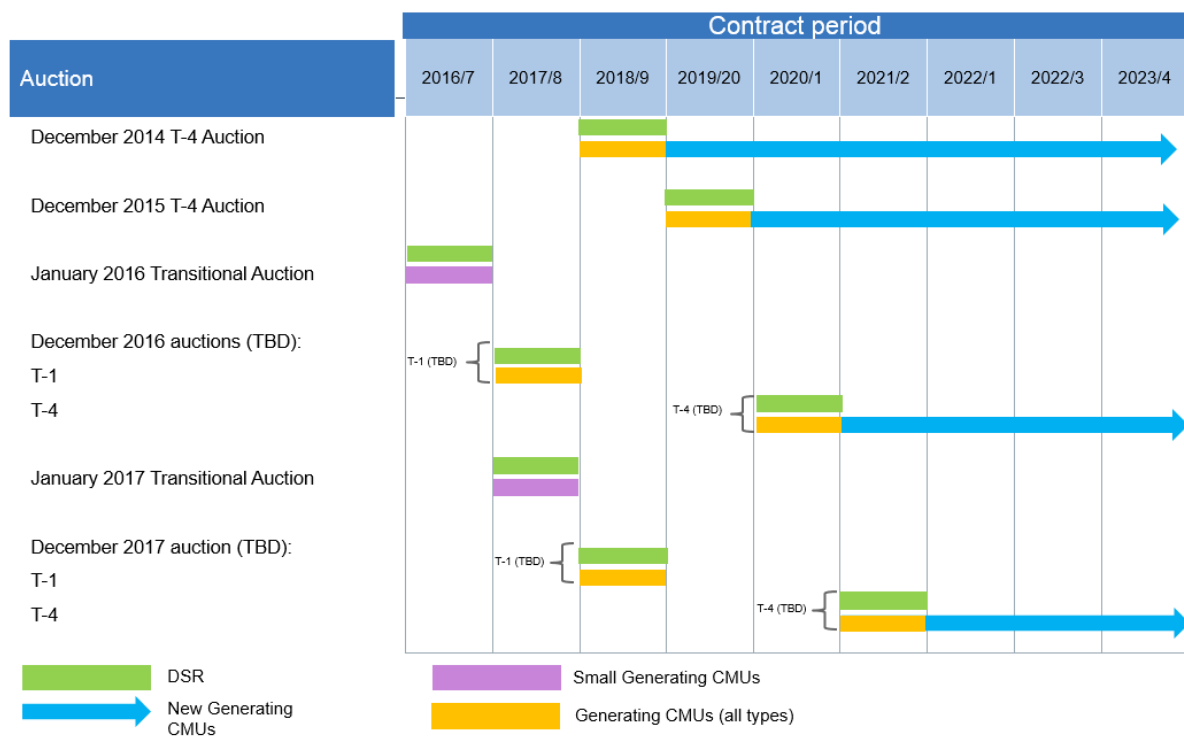 Contract period
Auction
2016/7 2017/8 2018/9 2019/20 2020/1 2021/2 2022/1 2022/3 2023/4
December 2014 T-4 Auction
December 2015 T-4 Auction
January 2016 Transitional Auction
December 2016 auctions (TBD):
T-1 (TBD)
T-1
T-4
T-4 (TBD)
January 2017 Transitional Auction
December 2017 auction (TBD):
T-1 (TBD)
T-1
T-4
T-4 (TBD)
DSR
Small Generating CMUs
New Generating
CMUs
Generating CMUs (all types)